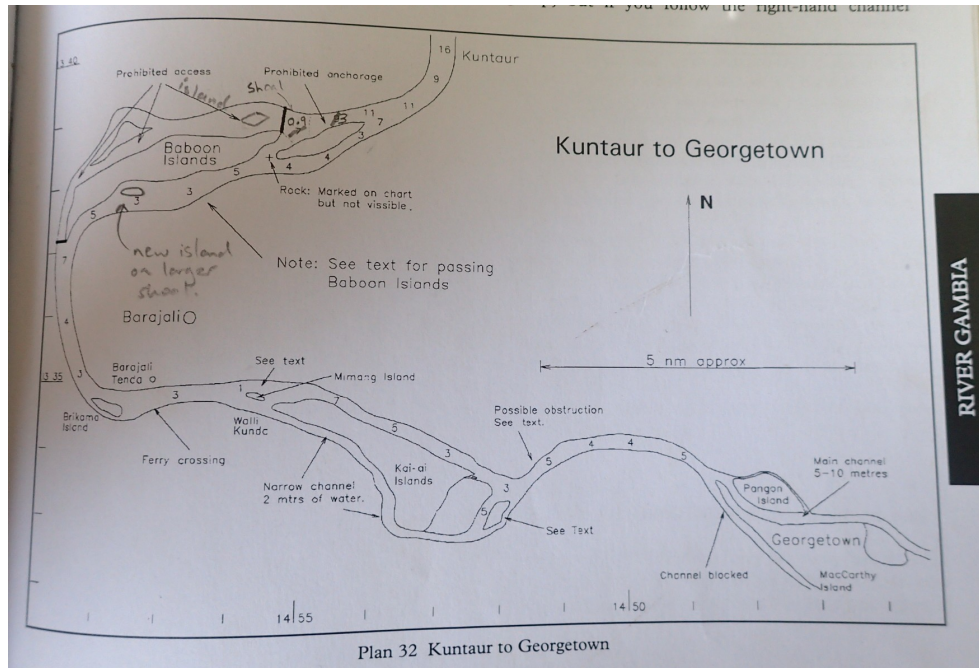 if you follow the right-hand channel
13 40
Prohibited access
island
Shoal
Prohibited anchorage
16
Kuntaur
9
11
11
7
3
0.9
3
Baboon
Islands
4
4
5
3
3
5
Rock: Marked on chart
but not vissible.
Kuntaur to Georgetown
N
7
new island
on larger
shoal.
Note: See text for passing
Baboon Islands
Barajali
4
5 nm approx
RIVER GAMBIA
13 35
3
Barajali
Tenda
See text
Mimang Island
1
3
7
Brikama
Island
Walli
Kunda
Ferry crossing
5
3
Possible obstruction
See text.
5
4
4
5
Kai-ai
Islands
Narrow channel
2 mtrs of water.
3
5
See Text
Main channel
5-10 metres
Pangon
Island
Georgetown
Channel blocked
MacCarthy
Island
14 55
14 50
Plan 32 Kuntaur to Georgetown